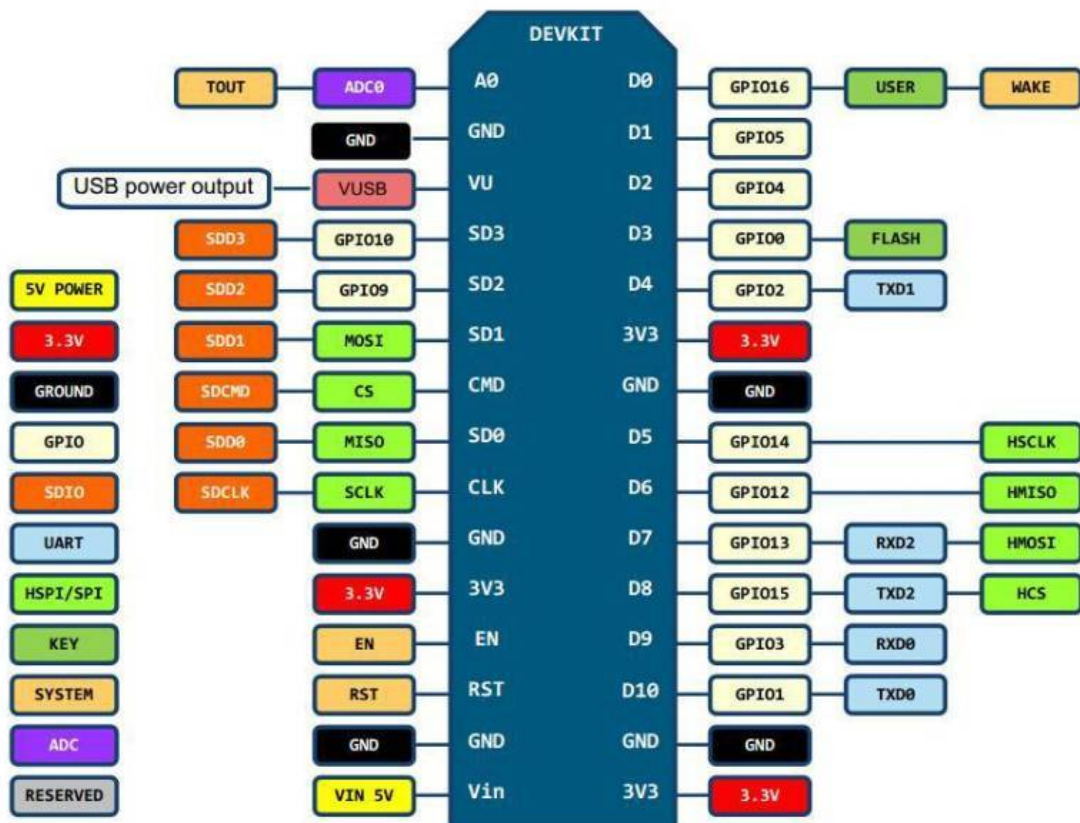 DEVKIT
TOUT ADC0 A0 D0 GPIO16 USER WAKE
GND GND D1 GPIO5
USB power output VUSB VU D2 GPIO4
SDD3 GPIO10 SD3 D3 GPIO0 FLASH
5V POWER SDD2 GPIO9 SD2 D4 GPIO2 TXD1
3.3V SDD1 MOSI SD1 3V3 3.3V
GROUND SDCMD CS CMD GND GND
GPIO SDD0 MISO SD0 D5 GPIO14 HSCLK
SDIO SDCLK SCLK CLK D6 GPIO12 HMISO
UART GND GND D7 GPIO13 RXD2 HMOSI
HSPI/SPI 3.3V 3V3 D8 GPIO15 TXD2 HCS
KEY EN EN D9 GPIO3 RXD0
SYSTEM RST RST D10 GPIO1 TXD0
ADC GND GND GND GND
RESERVED VIN 5V Vin 3V3 3.3V